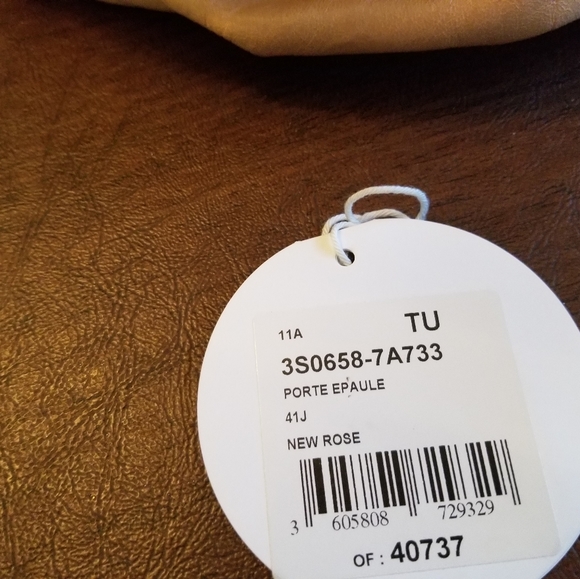 11A TU
3S0658-7A733
PORTE EPAULE
41J
NEW ROSE
3 605808 729329
OF : 40737